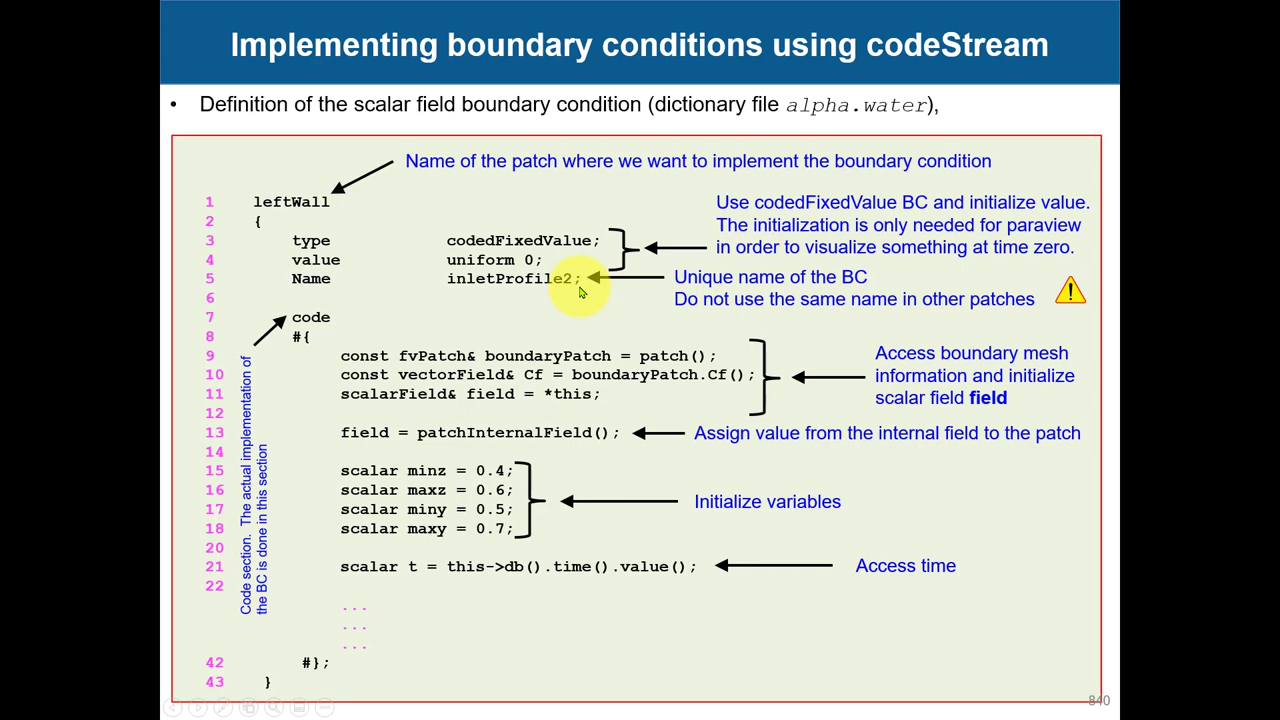 Implementing boundary conditions using codeStream
• Definition of the scalar field boundary condition (dictionary file alpha.water),
Name of the patch where we want to implement the boundary condition
1 leftWall
2 {
3 type codedFixedValue;
4 value uniform 0;
5 Name inletProfile2;
6
7 code
8 #{
9 const fvPatch& boundaryPatch = patch();
10 const vectorField& Cf = boundaryPatch.Cf();
11 scalarField& field = *this;
12
13 field = patchInternalField();
14
15 scalar minz = 0.4;
16 scalar maxz = 0.6;
17 scalar miny = 0.5;
18 scalar maxy = 0.7;
20
21 scalar t = this->db().time().value();
22
...
...
...
42 #};
43 }
Use codedFixedValue BC and initialize value.
The initialization is only needed for paraview
in order to visualize something at time zero.
Unique name of the BC
Do not use the same name in other patches
Access boundary mesh
information and initialize
scalar field field
Assign value from the internal field to the patch
Initialize variables
Access time
Code section. The actual implementation of
the BC is done in this section
840